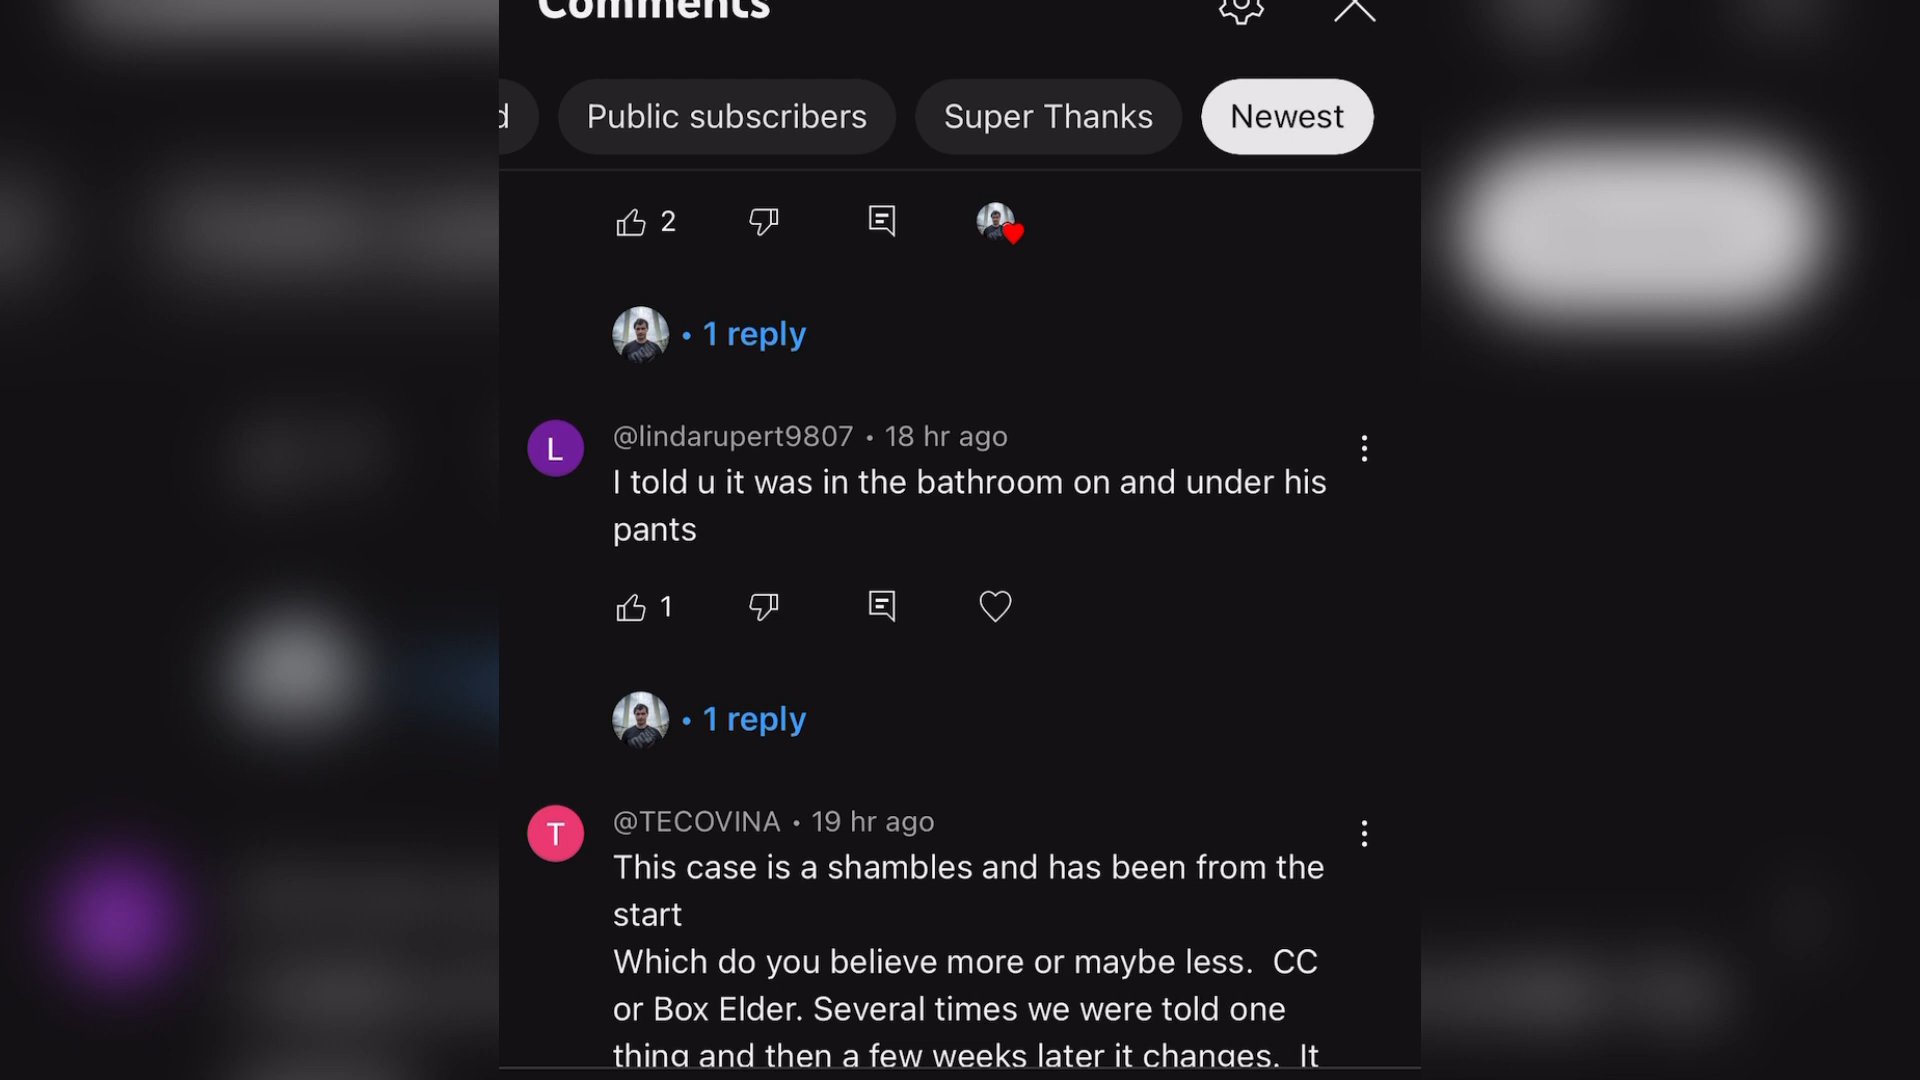 Comments
d
Public subscribers
Super Thanks
Newest
2
• 1 reply
L
@lindarupert9807 • 18 hr ago
I told u it was in the bathroom on and under his
pants
1
• 1 reply
T
@TECOVINA • 19 hr ago
This case is a shambles and has been from the
start
Which do you believe more or maybe less.  CC
or Box Elder. Several times we were told one
thing and then a few weeks later it changes.  It